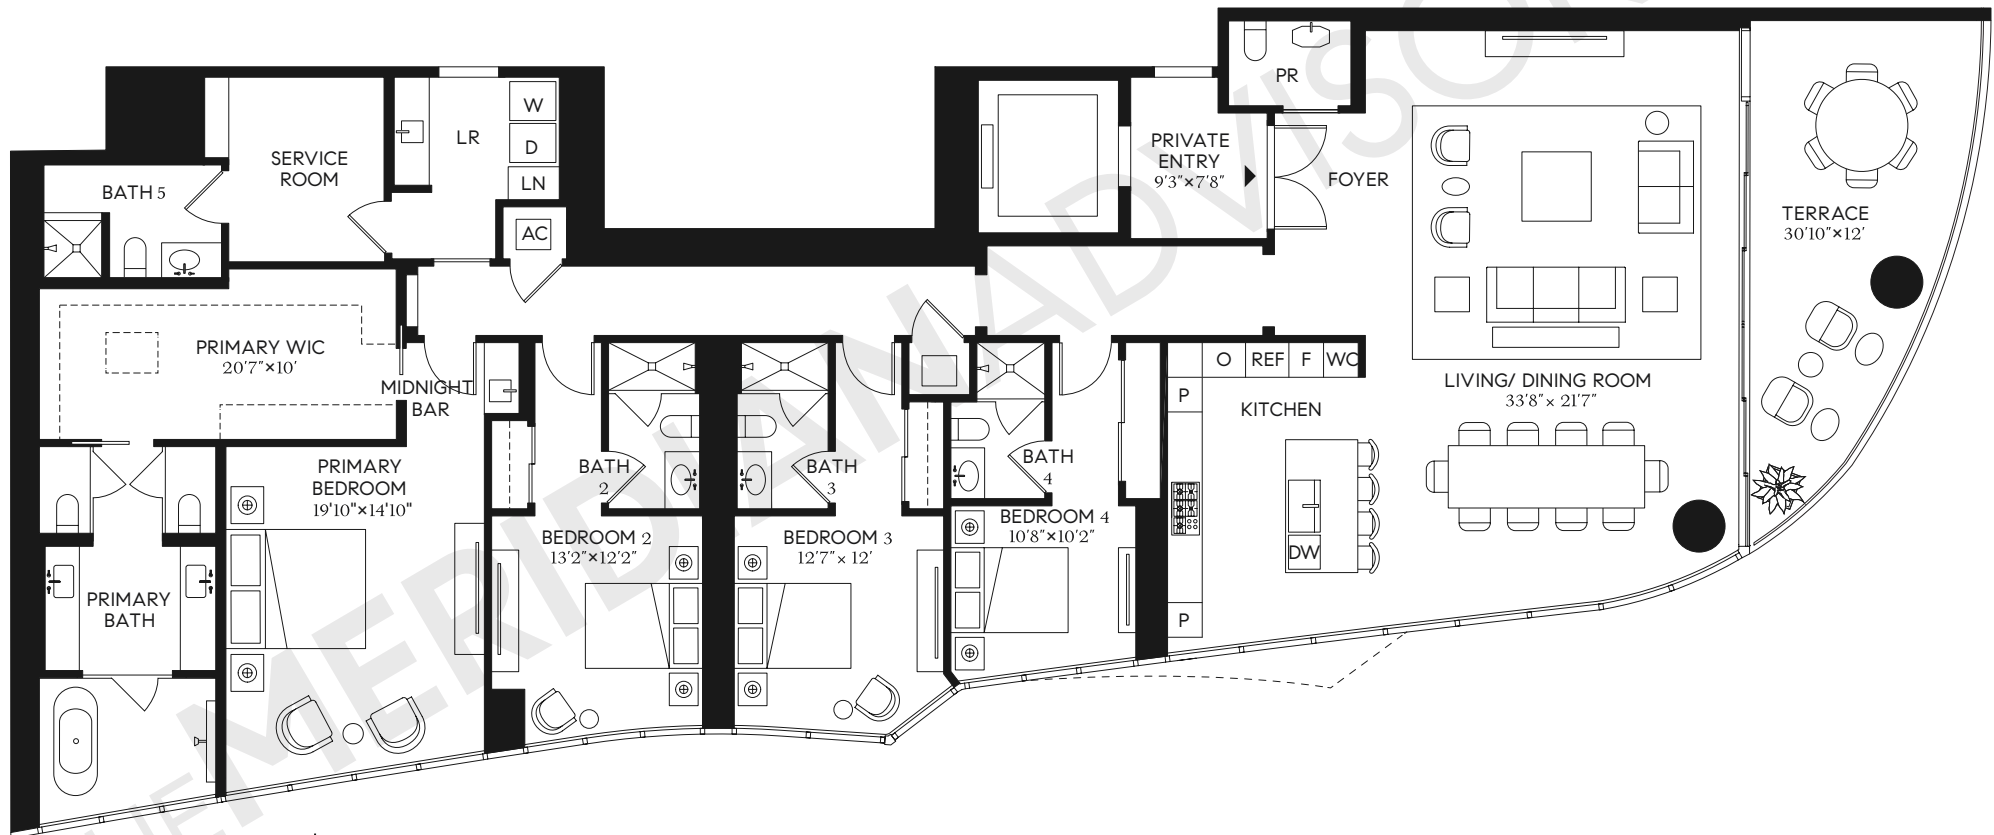 PR
W
LR
D
LN
AC
SERVICE
ROOM
BATH 5
PRIVATE
ENTRY
9'3"×7'8"
FOYER
TERRACE
30'10"×12'
PRIMARY WIC
20'7"×10'
MIDNIGHT
BAR
O
REF
F
WC
P
KITCHEN
LIVING/ DINING ROOM
33'8" × 21'7"
PRIMARY
BEDROOM
19'10"×14'10"
BATH
2
BATH
3
BATH
4
BEDROOM 2
13'2"×12'2"
BEDROOM 3
12'7" × 12'
BEDROOM 4
10'8"×10'2"
DW
PRIMARY
BATH
P
THE MERIDIAN ADVISOR